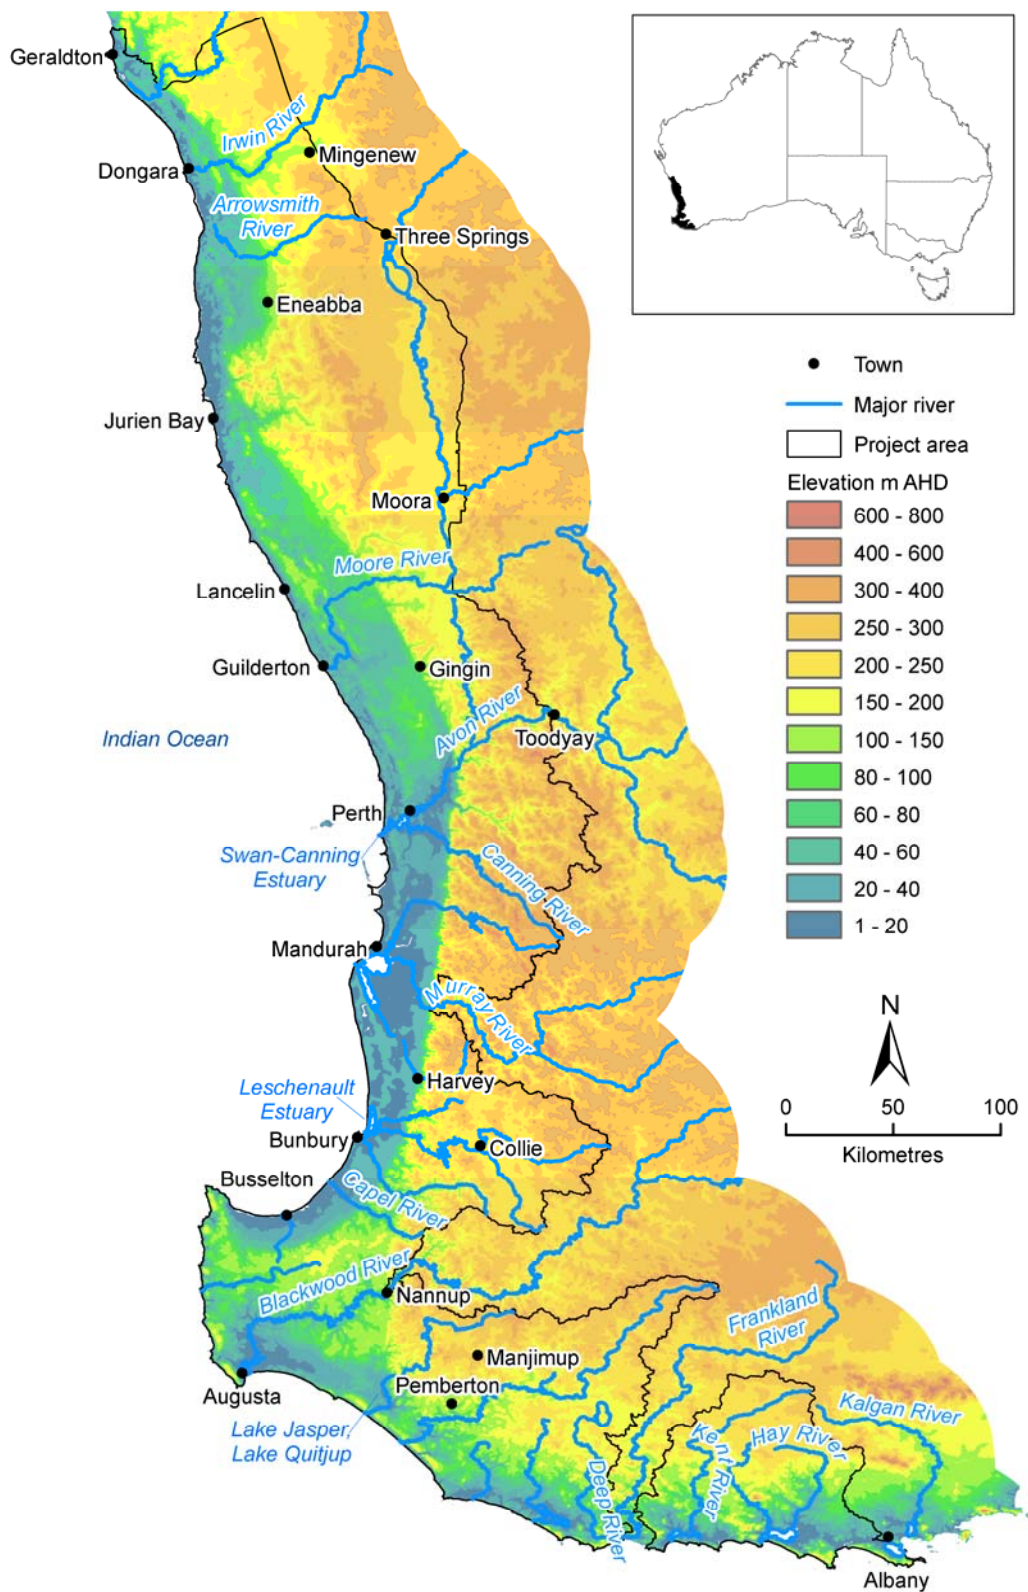 Geraldton
Irwin River
Mingenew
Dongara
Arrowsmith
River
Three Springs
Eneabba
Jurien Bay
Moora
Moore River
Lancelin
Guilderton
Gingin
Avon River
Toodyay
Indian Ocean
Perth
Swan-Canning
Estuary
Canning River
Mandurah
Murray River
Harvey
Leschenault
Estuary
Bunbury
Collie
Busselton
Capel River
Blackwood River
Nannup
Frankland
River
Manjimup
Pemberton
Augusta
Lake Jasper,
Lake Quitjup
Deep River
Kent River
Hay River
Kalgan River
Albany
Town
Major river
Project area
Elevation m AHD
600 - 800
400 - 600
300 - 400
250 - 300
200 - 250
150 - 200
100 - 150
80 - 100
60 - 80
40 - 60
20 - 40
1 - 20
N
0 50 100
Kilometres